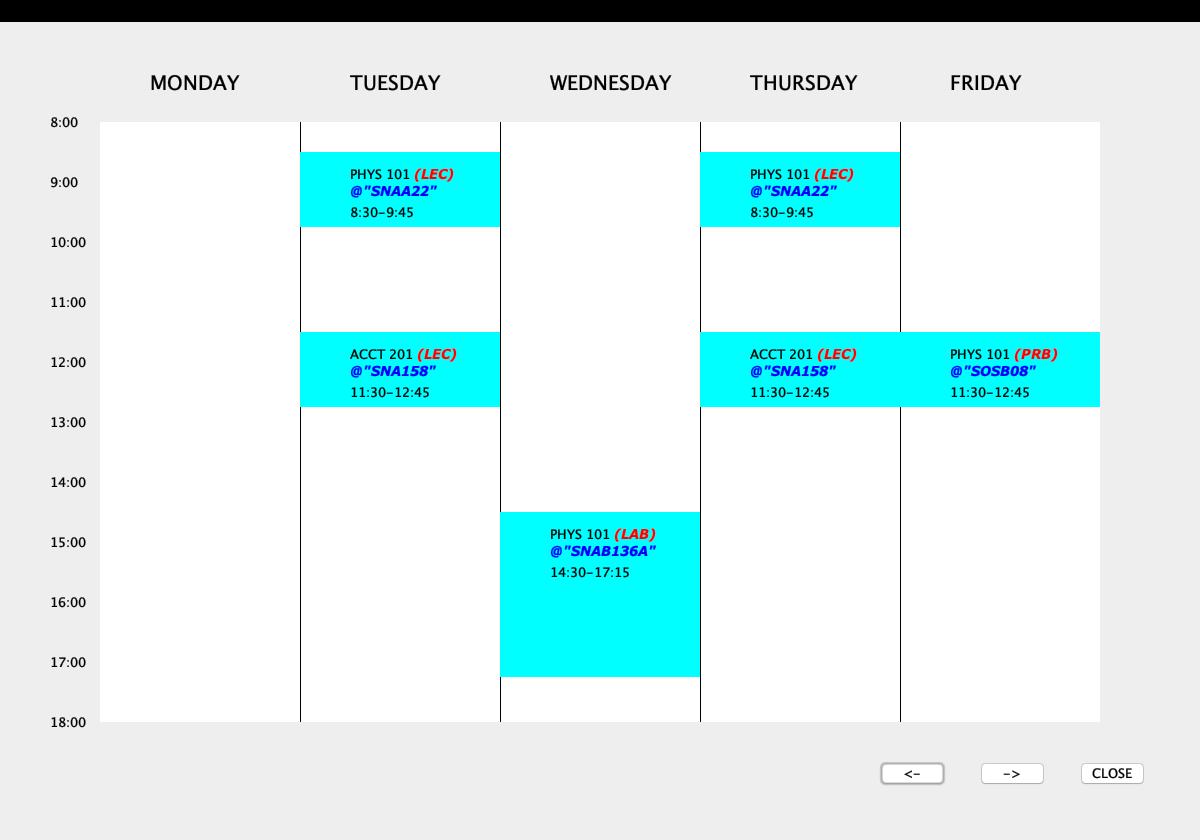 MONDAY TUESDAY WEDNESDAY THURSDAY FRIDAY
8:00
PHYS 101 (LEC)
@"SNAA22"
8:30-9:45
PHYS 101 (LEC)
@"SNAA22"
8:30-9:45
9:00
10:00
11:00
ACCT 201 (LEC)
@"SNA158"
11:30-12:45
ACCT 201 (LEC)
@"SNA158"
11:30-12:45
PHYS 101 (PRB)
@"SOSB08"
11:30-12:45
12:00
13:00
14:00
PHYS 101 (LAB)
@"SNAB136A"
14:30-17:15
15:00
16:00
17:00
18:00
<- -> CLOSE